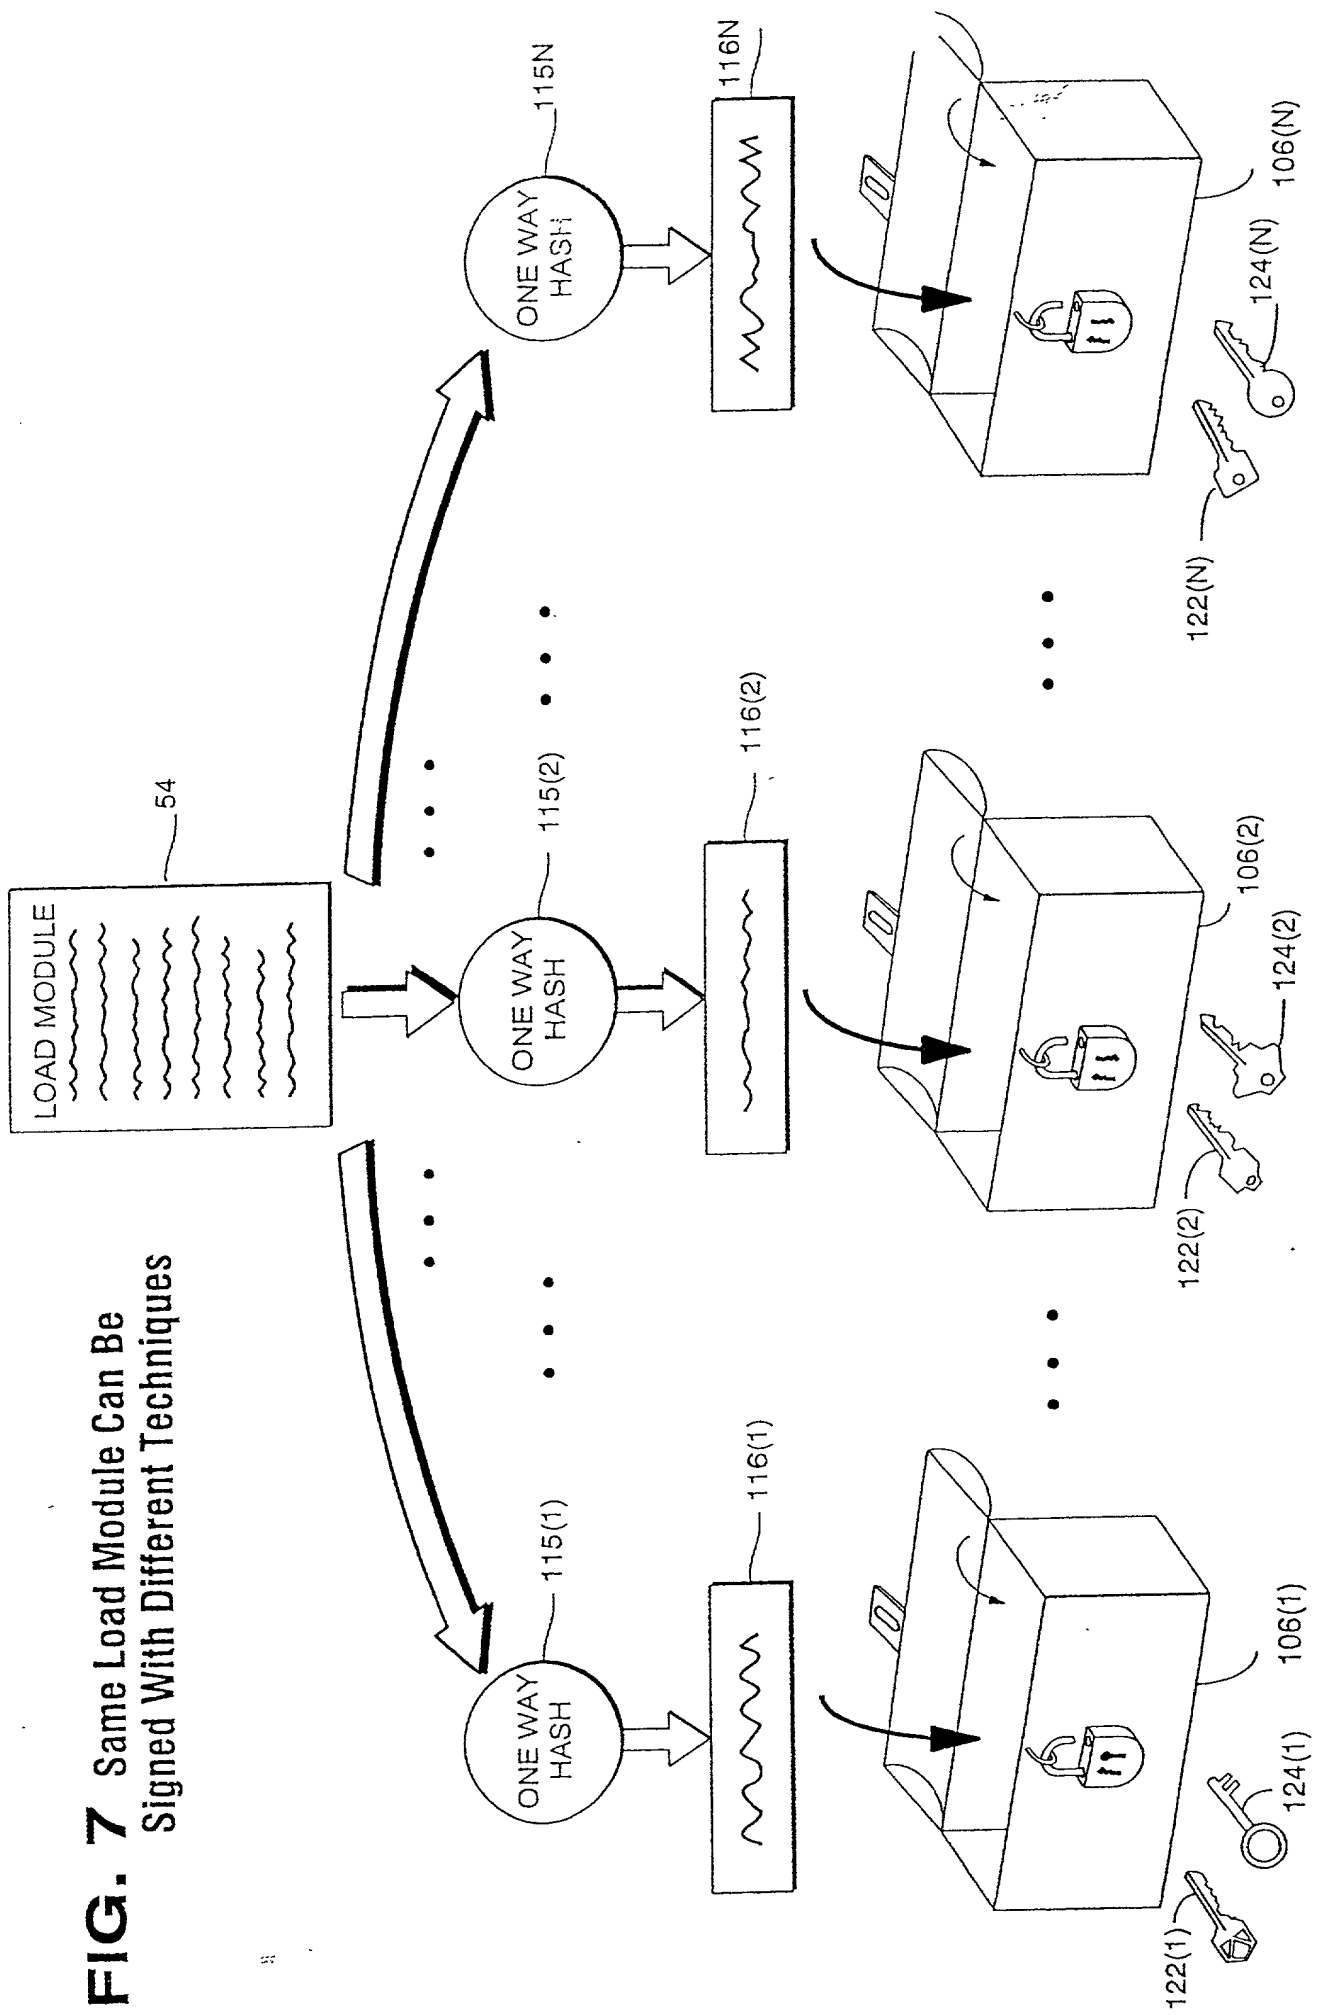 FIG. 7 Same Load Module Can Be
Signed With Different Techniques
LOAD MODULE
54
ONE WAY
HASH
115(1)
ONE WAY
HASH
115(2)
ONE WAY
HASH
115N
116(1)
116(2)
116N
106(1)
122(1)
124(1)
106(2)
122(2)
124(2)
106(N)
122(N)
124(N)